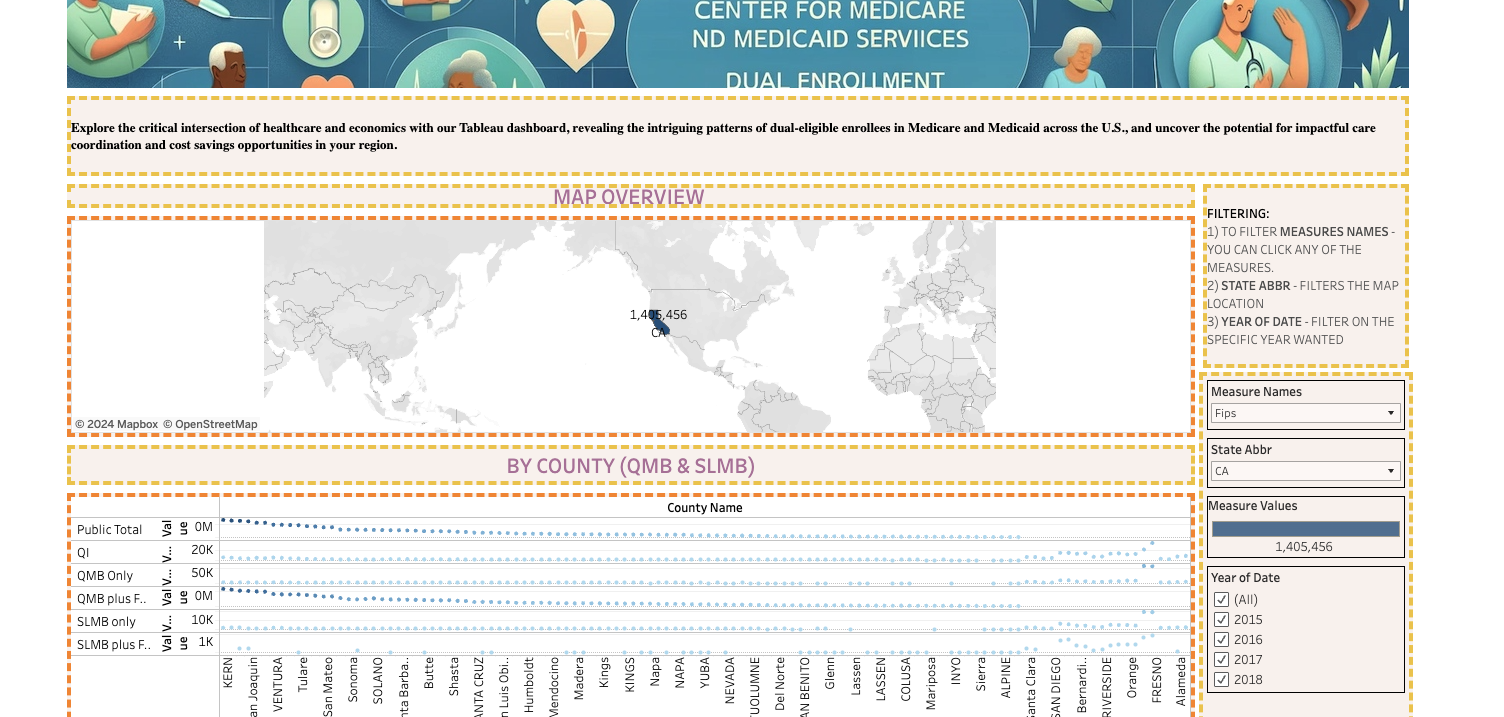 CENTER FOR MEDICARE
ND MEDICAID SERVIICES
DUAL ENROLLMENT
Explore the critical intersection of healthcare and economics with our Tableau dashboard, revealing the intriguing patterns of dual-eligible enrollees in Medicare and Medicaid across the U.S., and uncover the potential for impactful care
coordination and cost savings opportunities in your region.
MAP OVERVIEW
1,405,456
CA
© 2024 Mapbox © OpenStreetMap
FILTERING:
1) TO FILTER MEASURES NAMES -
YOU CAN CLICK ANY OF THE
MEASURES.
2) STATE ABBR - FILTERS THE MAP
LOCATION
3) YEAR OF DATE - FILTER ON THE
SPECIFIC YEAR WANTED
Measure Names
Fips
State Abbr
CA
Measure Values
1,405,456
Year of Date
(All)
2015
2016
2017
2018
BY COUNTY (QMB & SLMB)
County Name
Public Total Val ue 0M
QI V... 20K
QMB Only 50K
QMB plus F.. Val ue 0M
SLMB only V... 10K
SLMB plus F.. Val ue 1K
KERN
an Joaquin
VENTURA
Tulare
San Mateo
Sonoma
SOLANO
nta Barba..
Butte
Shasta
ANTA CRUZ
n Luis Obi..
Humboldt
Mendocino
Madera
Kings
KINGS
Napa
NAPA
YUBA
NEVADA
UOLUMNE
Del Norte
AN BENITO
Glenn
Lassen
LASSEN
COLUSA
Mariposa
INYO
Sierra
ALPINE
anta Clara
SAN DIEGO
Bernardi..
RIVERSIDE
Orange
FRESNO
Alameda